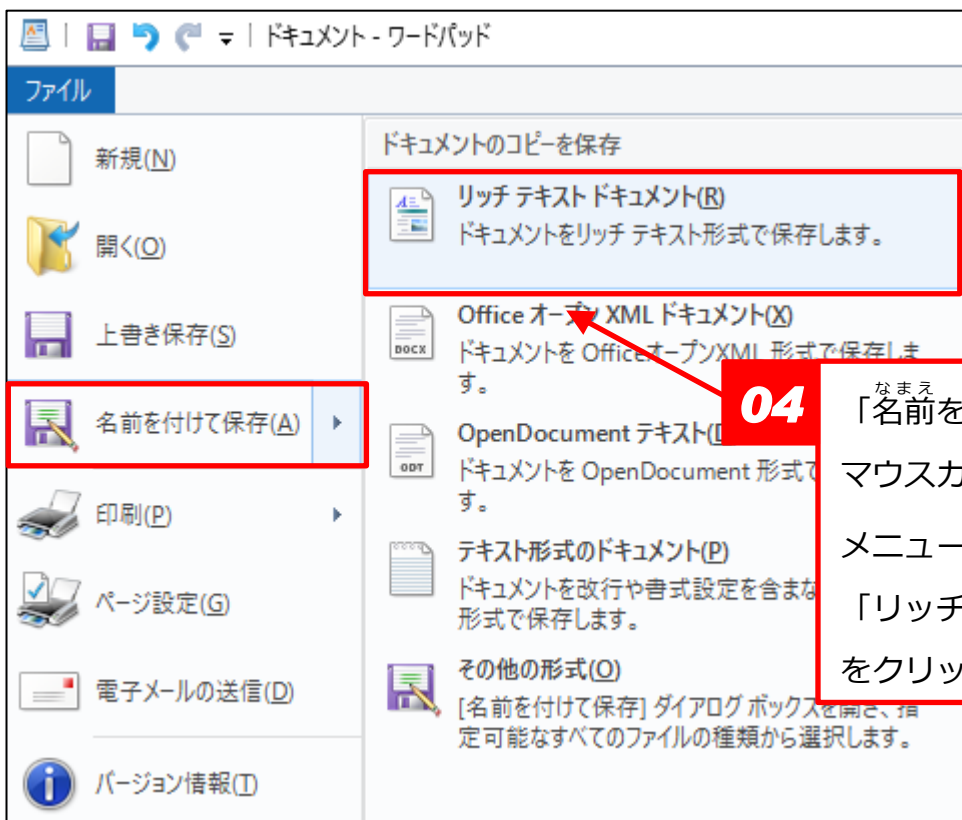 ドキュメント - ワードパッド
ファイル
新規(N)
開く(O)
上書き保存(S)
名前を付けて保存(A)
印刷(P)
ページ設定(G)
電子メールの送信(D)
バージョン情報(T)
ドキュメントのコピーを保存
リッチ テキスト ドキュメント(R)
ドキュメントをリッチ テキスト形式で保存します。
Office オープン XML ドキュメント(X)
DOCX
ドキュメントを OfficeオープンXML 形式で保存しま
す。
OpenDocument テキスト(D
ODT
ドキュメントを OpenDocument 形式で
す。
テキスト形式のドキュメント(P)
ドキュメントを改行や書式設定を含まな
形式で保存します。
その他の形式(O)
[名前を付けて保存] ダイアログ ボックスを開き、指
定可能なすべてのファイルの種類から選択します。
04
なまえ
「名前を
マウスカ
メニュー
「リッチ
をクリッ